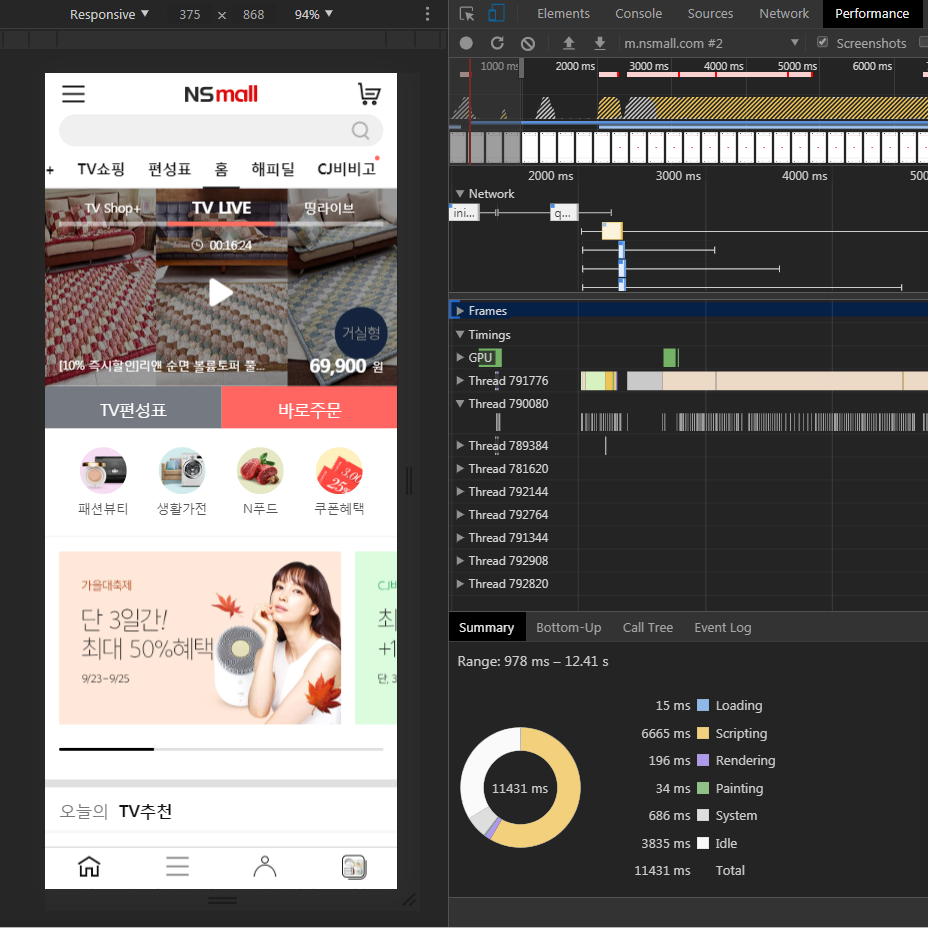 Responsive ▼ 375 x 868 94% ▼
NSmall
+ TV쇼핑 편성표 홈 해피딜 CJ비비고
TV Shop+ TV LIVE 띵라이브
00:16:24
거실형
[10% 즉시할인]리앤 순면 볼륨토퍼 풀...
69,900 원
TV편성표 바로주문
패션뷰티 생활가전 N푸드 쿠폰혜택
가을대축제
단 3일간!
최대 50%혜택
9/23~9/25
오늘의 TV추천
Elements Console Sources Network Performance
m.nsmall.com #2 ▼ Screenshots
1000 ms 2000 ms 3000 ms 4000 ms 5000 ms 6000 ms
2000 ms 3000 ms 4000 ms
Network
ini... q...
Frames
Timings
GPU
Thread 791776
Thread 790080
Thread 789384
Thread 781620
Thread 792144
Thread 792764
Thread 791344
Thread 792908
Thread 792820
Summary Bottom-Up Call Tree Event Log
Range: 978 ms – 12.41 s
11431 ms
15 ms Loading
6665 ms Scripting
196 ms Rendering
34 ms Painting
686 ms System
3835 ms Idle
11431 ms Total